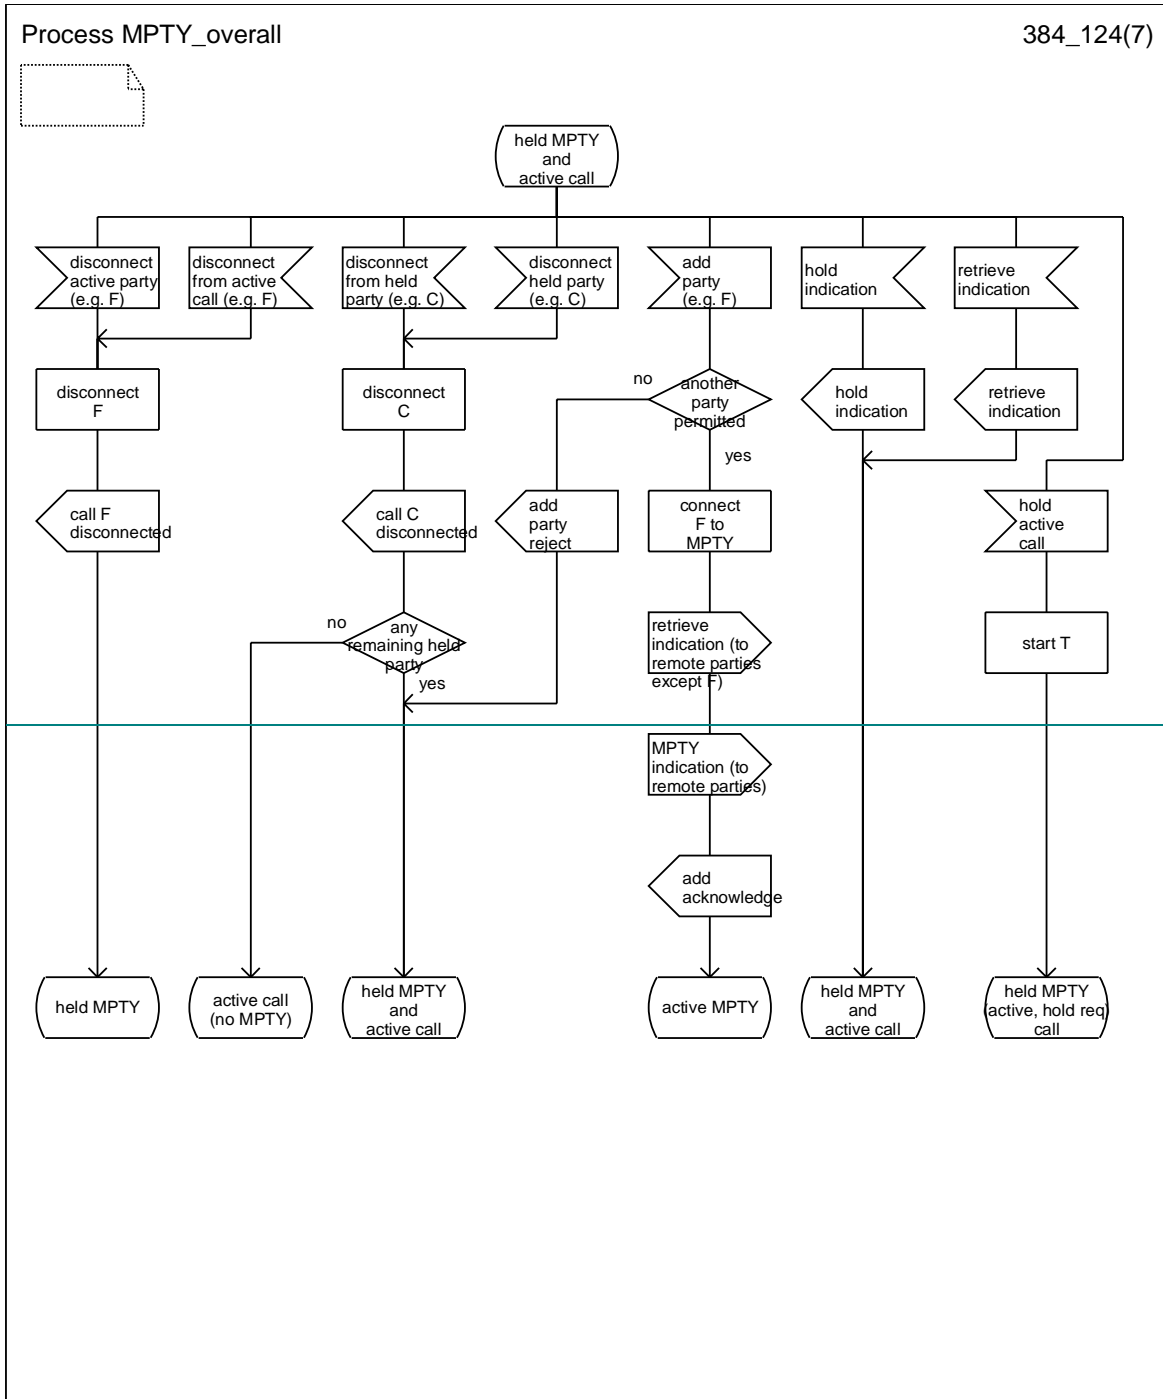 Process MPTY_overall
384_124(7)
held MPTY
and
active call
disconnect
active party
(e.g. F)
disconnect
from active
call (e.g. F)
disconnect
from held
party (e.g. C)
disconnect
held party
(e.g. C)
add
party
(e.g. F)
hold
indication
retrieve
indication
disconnect
F
disconnect
C
no
another
party
permitted
yes
hold
indication
retrieve
indication
call F
disconnected
call C
disconnected
add
party
reject
connect
F to
MPTY
hold
active
call
no
any
remaining held
party
yes
retrieve
indication (to
remote parties
except F)
start T
MPTY
indication (to
remote parties)
add
acknowledge
held MPTY
active call
(no MPTY)
held MPTY
and
active call
active MPTY
held MPTY
and
active call
held MPTY
(active, hold req)
call